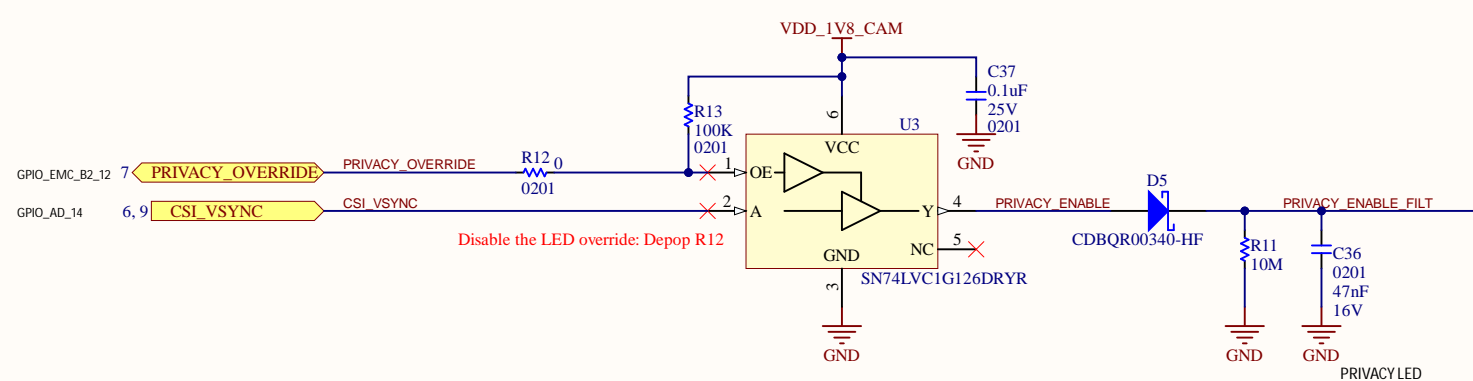 VDD_1V8_CAM
C37
0.1uF
25V
0201
GND
R13
100K
0201
6
U3
VCC
GPIO_EMC_B2_12 7 PRIVACY_OVERRIDE PRIVACY_OVERRIDE
R12 0
0201
1 OE
GPIO_AD_14 6, 9 CSI_VSYNC CSI_VSYNC
2 A
Y 4 PRIVACY_ENABLE
D5
CDBQR00340-HF
PRIVACY_ENABLE_FILT
Disable the LED override: Depop R12
GND
NC 5
SN74LVC1G126DRYR
3
GND
R11
10M
GND
C36
0201
47nF
16V
GND
PRIVACY LED